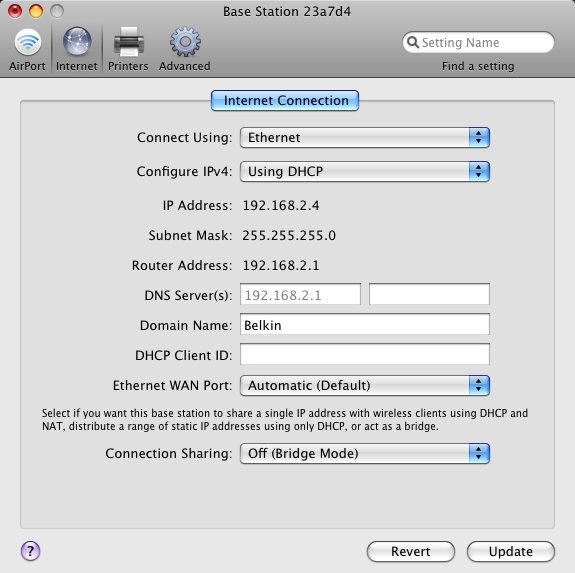 Base Station 23a7d4
AirPort Internet Printers Advanced
Setting Name
Find a setting
Internet Connection
Connect Using: Ethernet
Configure IPv4: Using DHCP
IP Address: 192.168.2.4
Subnet Mask: 255.255.255.0
Router Address: 192.168.2.1
DNS Server(s): 192.168.2.1
Domain Name: Belkin
DHCP Client ID:
Ethernet WAN Port: Automatic (Default)
Select if you want this base station to share a single IP address with wireless clients using DHCP and
NAT, distribute a range of static IP addresses using only DHCP, or act as a bridge.
Connection Sharing: Off (Bridge Mode)
?
Revert Update